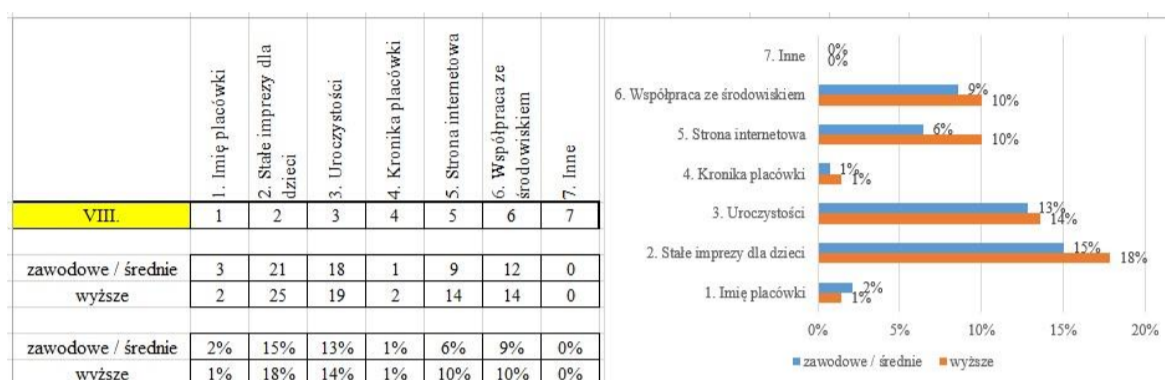 1. Imię placówki
2. Stałe imprezy dla
dzieci
3. Uroczystości
4. Kronika placówki
5. Strona internetowa
6. Współpraca ze
środowiskiem
7. Inne
VIII. 1 2 3 4 5 6 7
zawodowe / średnie 3 21 18 1 9 12 0
wyższe 2 25 19 2 14 14 0
zawodowe / średnie 2% 15% 13% 1% 6% 9% 0%
wyższe 1% 18% 14% 1% 10% 10% 0%
7. Inne 0%
0%
6. Współpraca ze środowiskiem 9%
10%
5. Strona internetowa 6%
10%
4. Kronika placówki 1%
1%
3. Uroczystości 13%
14%
2. Stałe imprezy dla dzieci 15%
18%
1. Imię placówki 2%
1%
0% 5% 10% 15% 20%
zawodowe / średnie wyższe